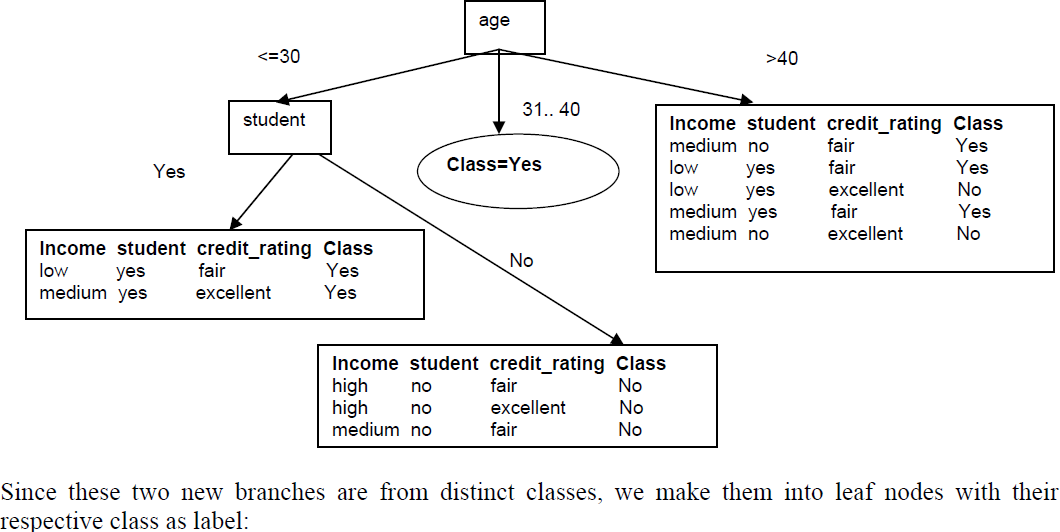 age
<=30
>40
31.. 40
student
Class=Yes
Income student credit_rating Class
medium no fair Yes
low yes fair Yes
low yes excellent No
medium yes fair Yes
medium no excellent No
Yes
No
Income student credit_rating Class
low yes fair Yes
medium yes excellent Yes
Income student credit_rating Class
high no fair No
high no excellent No
medium no fair No
Since these two new branches are from distinct classes, we make them into leaf nodes with their
respective class as label: